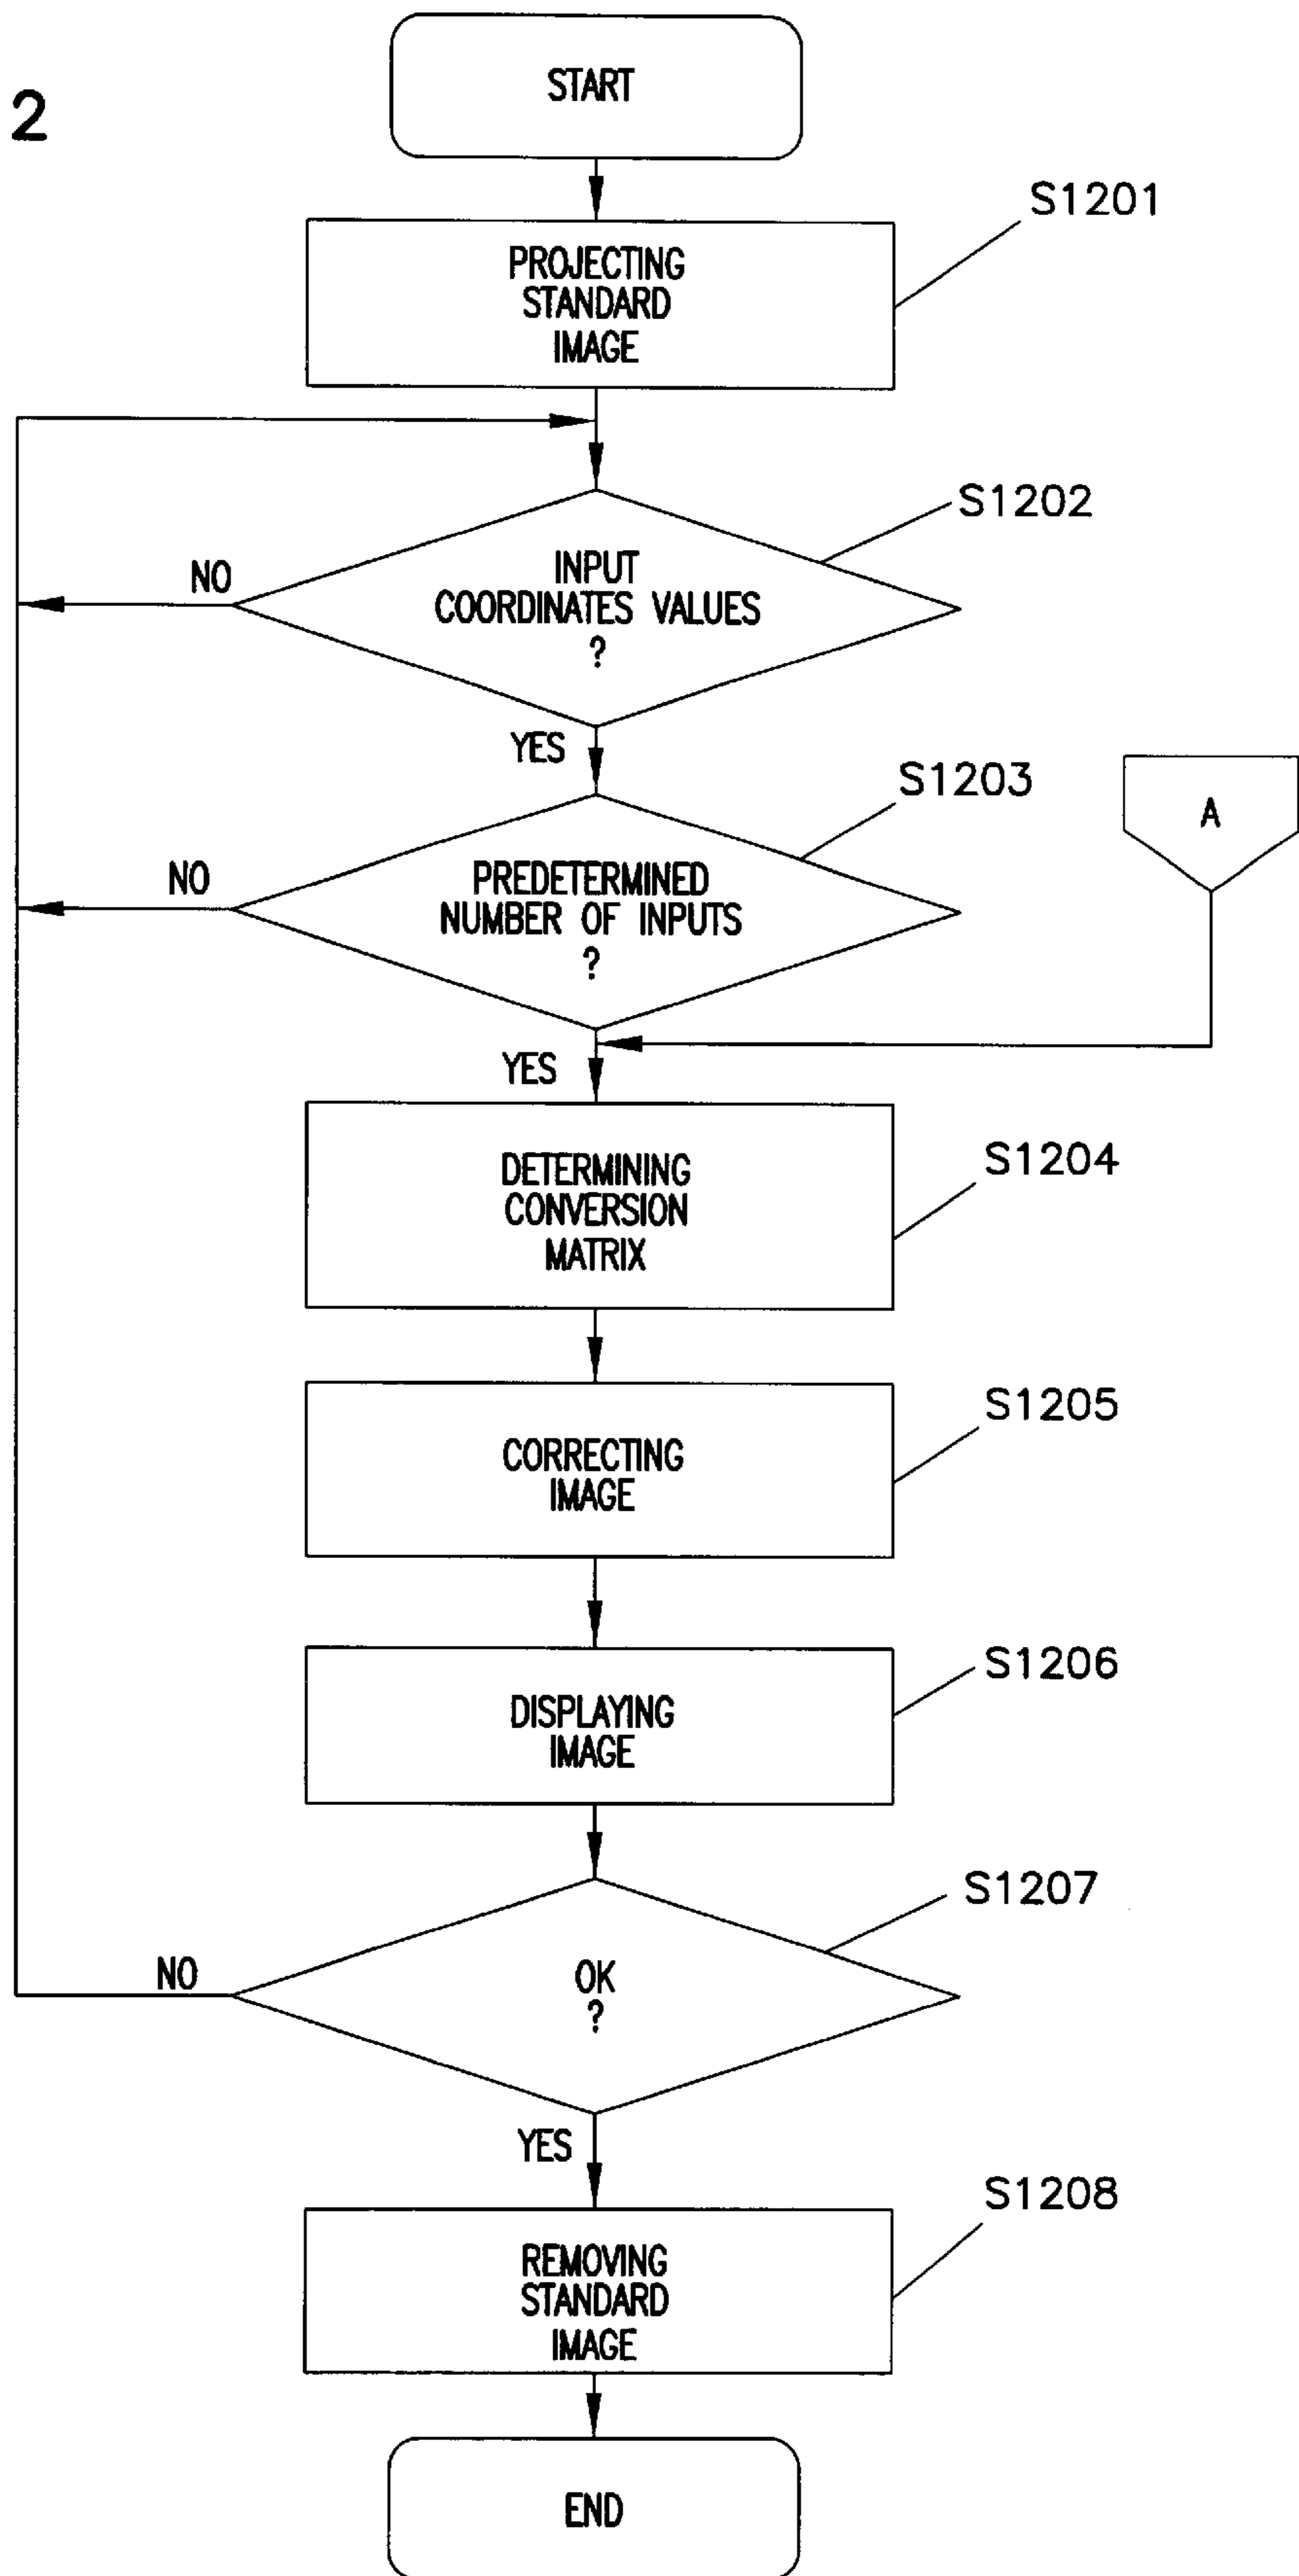 2
START
S1201
PROJECTING
STANDARD
IMAGE
S1202
INPUT
COORDINATES VALUES
?
NO
YES
S1203
A
PREDETERMINED
NUMBER OF INPUTS
?
NO
YES
S1204
DETERMINING
CONVERSION
MATRIX
S1205
CORRECTING
IMAGE
S1206
DISPLAYING
IMAGE
S1207
OK
?
NO
YES
S1208
REMOVING
STANDARD
IMAGE
END